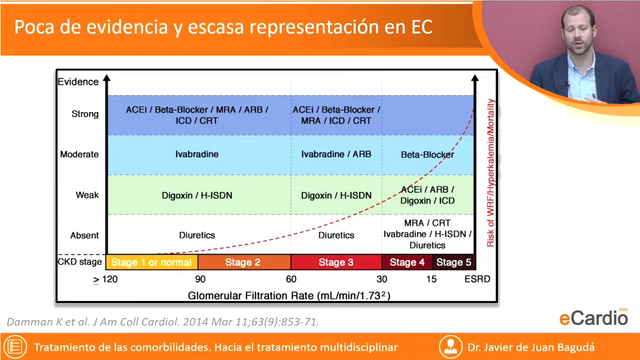 Poca de evidencia y escasa representación en EC
Evidence
Strong
ACEi / Beta-Blocker / MRA / ARB /
ICD / CRT
ACEi / Beta-Blocker /
MRA / ICD / CRT
Moderate
Ivabradine
Ivabradine / ARB
Beta-Blocker
Weak
Digoxin / H-ISDN
Digoxin / H-ISDN
ACEi / ARB /
Digoxin / ICD
Absent
Diuretics
Diuretics
MRA / CRT
Ivabradine / H-ISDN /
Diuretics
Risk of WRF/Hyperkalemia/Mortality
CKD stage
Stage 1 or normal
Stage 2
Stage 3
Stage 4
Stage 5
≥ 120
90
60
30
15
ESRD
Glomerular Filtration Rate (mL/min/1.73²)
Damman K et al. J Am Coll Cardiol. 2014 Mar 11;63(9):853-71.
eCardio
Tratamiento de las comorbilidades. Hacia el tratamiento multidisciplinar
Dr. Javier de Juan Bagudá